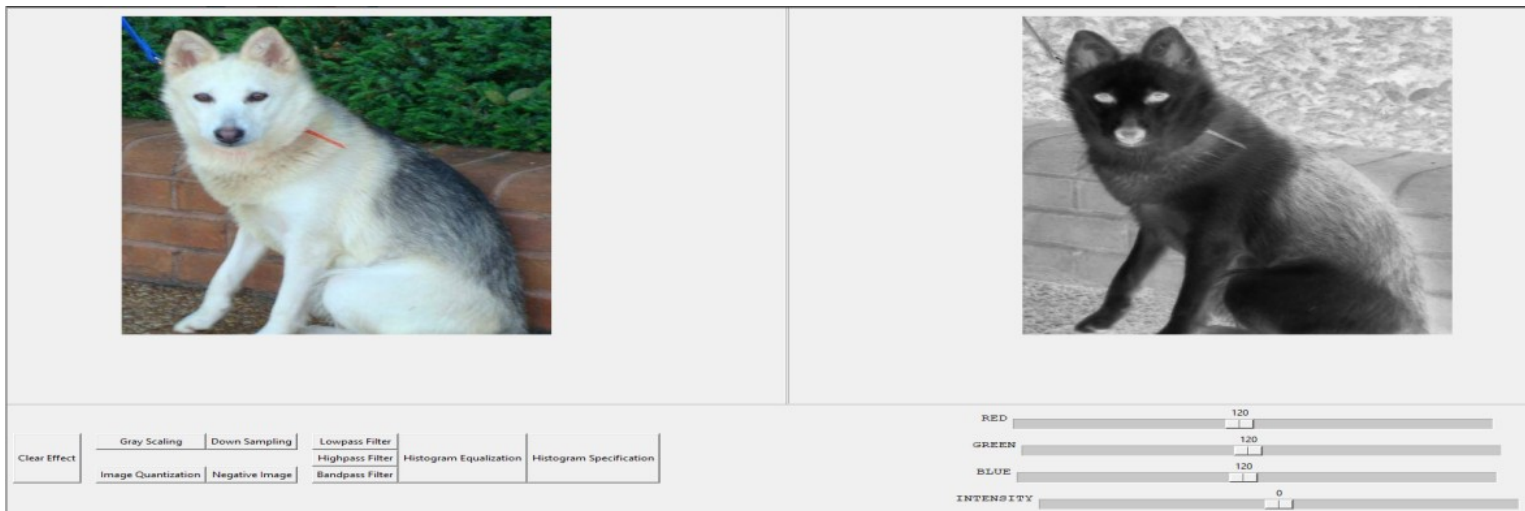 Clear Effect
Gray Scaling
Down Sampling
Image Quantization
Negative Image
Lowpass Filter
Highpass Filter
Bandpass Filter
Histogram Equalization
Histogram Specification
120
RED
120
GREEN
120
BLUE
0
INTENSITY